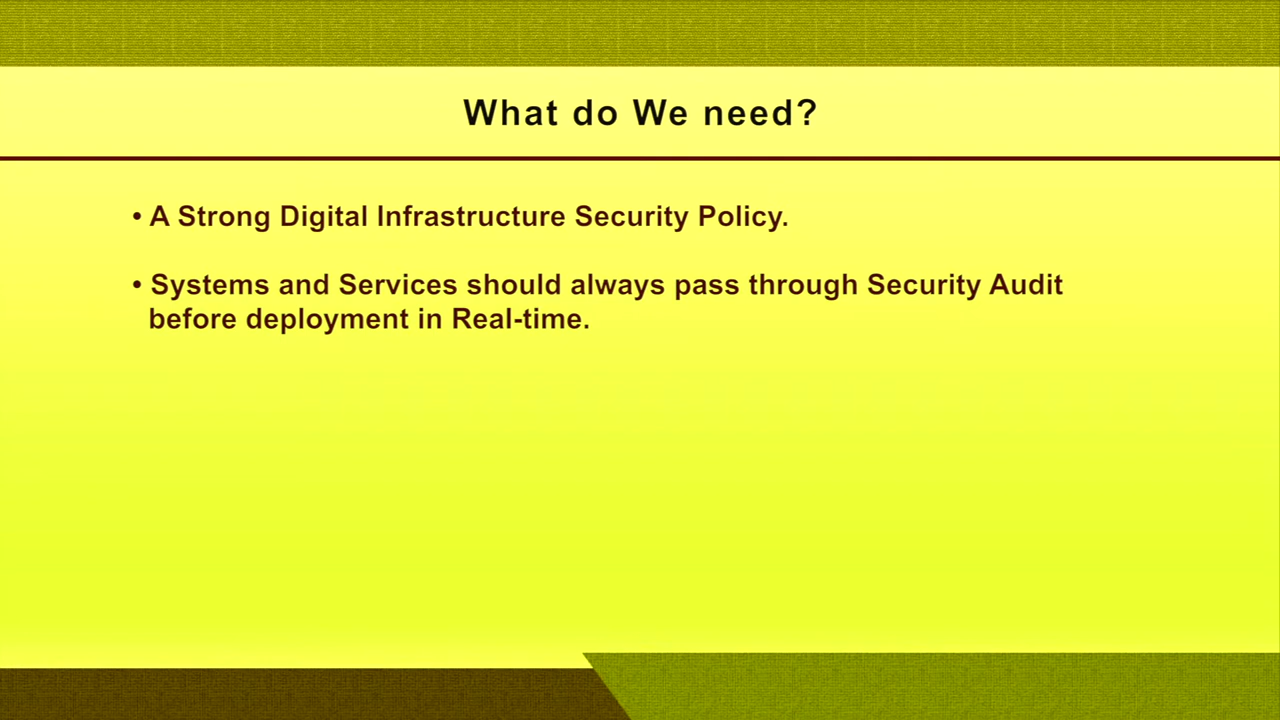 What do We need?
• A Strong Digital Infrastructure Security Policy.
• Systems and Services should always pass through Security Audit
before deployment in Real-time.